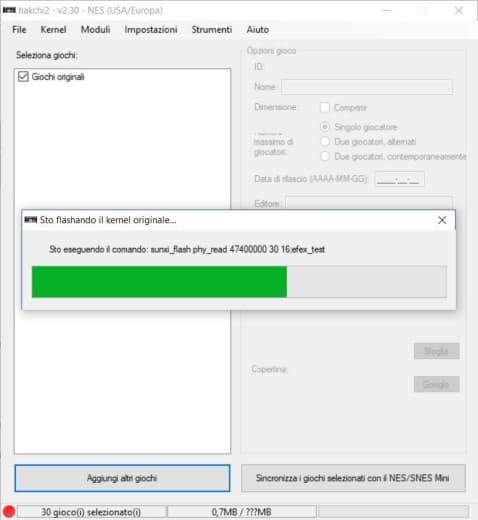 hakchi2 - v2.30 - NES (USA/Europa)
File Kernel Moduli Impostazioni Strumenti Aiuto
Seleziona giochi:
Giochi originali
Opzioni gioco
ID:
Nome:
Dimensione: Comprimi
massimo di
giocatori:
Singolo giocatore
Due giocatori, alternati
Due giocatori, contemporaneamente
Data di rilascio (AAAA-MM-GG): ____-__-__
Editore:
Sto flashando il kernel originale...
Sto eseguendo il comando: sunxi_flash phy_read 47400000 30 16;efex_test
Copertina:
Sfoglia
Google
Aggiungi altri giochi
Sincronizza i giochi selezionati con il NES/SNES Mini
30 gioco(i) selezionato(i) 0,7MB / ???MB